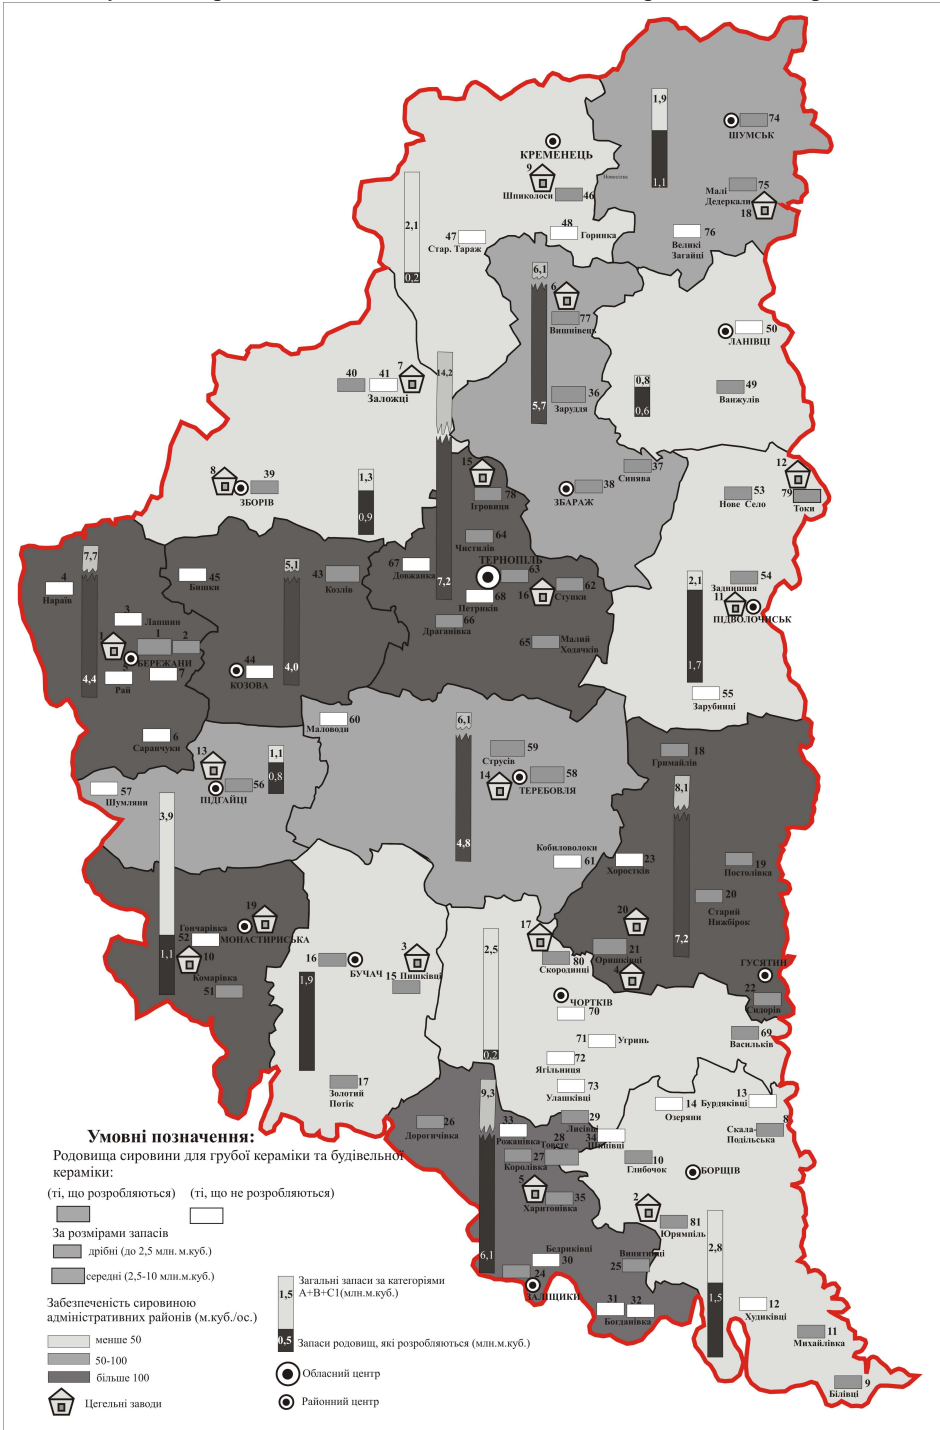 1,9
1,1
74
ШУМСЬК
КРЕМЕНЕЦЬ
9
Шпиколоси
46
Малі
Дедеркали
75
18
2,1
0,2
47
Стар. Тараж
48
Горинка
76
Великі
Загайці
6,1
5,7
6
77
Вишнівець
50
ЛАНІВЦІ
40
41
7
Заложці
14,2
7,2
36
Заруддя
0,8
0,6
49
Ванжулів
8
39
ЗБОРІВ
1,3
0,9
15
78
Ігровиця
37
Синява
38
ЗБАРАЖ
53
Нове Село
12
79
Токи
64
Чистилів
ТЕРНОПІЛЬ
63
67
Довжанка
68
Петриків
16
62
Ступки
66
Драганівка
65
Малий
Ходачків
7,7
4,4
4
Нараїв
45
Бишки
5,1
4,0
43
Козлів
3
Лапшин
1
1
2
БЕРЕЖАНИ
5
Рай
7
44
КОЗОВА
2,1
1,7
54
Заднишшя
11
ПІДВОЛОЧИСЬК
55
Зарубинці
6
Саранчуки
60
Маловоди
6,1
4,8
59
Струсів
14
58
ТЕРЕБОВЛЯ
18
Гримайлів
13
56
ПІДГАЙЦІ
1,1
0,8
57
Шумляни
3,9
1,1
8,1
7,2
Кобиловолоки
61
23
Хоростків
19
Постолівка
20
Старий
Нижбірок
19
Гончарівка
52
МОНАСТИРИСЬКА
10
Комарівка
51
16
БУЧАЧ
3
15 Пишківці
1,9
17
Золотий
Потік
2,5
0,2
17
80
Скородинці
20
21
Оришківці
4
ГУСЯТИН
22
Сидорів
ЧОРТКІВ
70
71
Угринь
72
Ягільниця
73
Улашківці
69
Васильків
9,3
6,1
26
Дорогичівка
33
Рожанівка
29
Лисівці
28
Товсте
34
27
Королівка
5
35
Харитонівка
14
Озеряни
13
Бурдяківці
8
Скала-
Подільська
10
Глибочок
БОРЩІВ
2
81
Юрямпіль
Бедриківці
30
24
ЗАЛІЩИКИ
Винятинці
25
31
32
Богданівка
2,8
1,5
12
Худиківці
11
Михайлівка
9
Білівці
Умовні позначення:
Родовища сировини для грубої кераміки та будівельної
кераміки:
(ті, що розробляються)
(ті, що не розробляються)
За розмірами запасів
дрібні (до 2,5 млн. м.куб.)
середні (2,5-10 млн.м.куб.)
Забезпеченість сировиною
адміністративних районів (м.куб./ос.)
менше 50
50-100
більше 100
Цегельні заводи
1,5
0,5
Загальні запаси за категоріями
А+В+С1(млн.м.куб.)
Запаси родовищ, які розробляються (млн.м.куб.)
Обласний центр
Районний центр